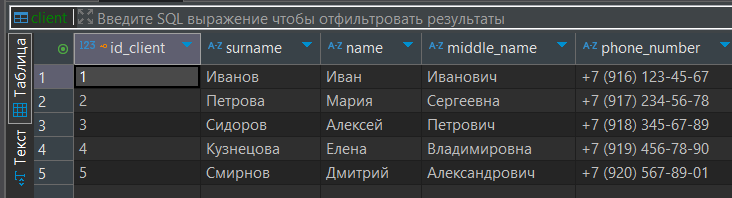 client Введите SQL выражение чтобы отфильтровать результаты
Таблица
Текст
123 id_client A-Z surname A-Z name A-Z middle_name A-Z phone_number
1 1 Иванов Иван Иванович +7 (916) 123-45-67
2 2 Петрова Мария Сергеевна +7 (917) 234-56-78
3 3 Сидоров Алексей Петрович +7 (918) 345-67-89
4 4 Кузнецова Елена Владимировна +7 (919) 456-78-90
5 5 Смирнов Дмитрий Александрович +7 (920) 567-89-01